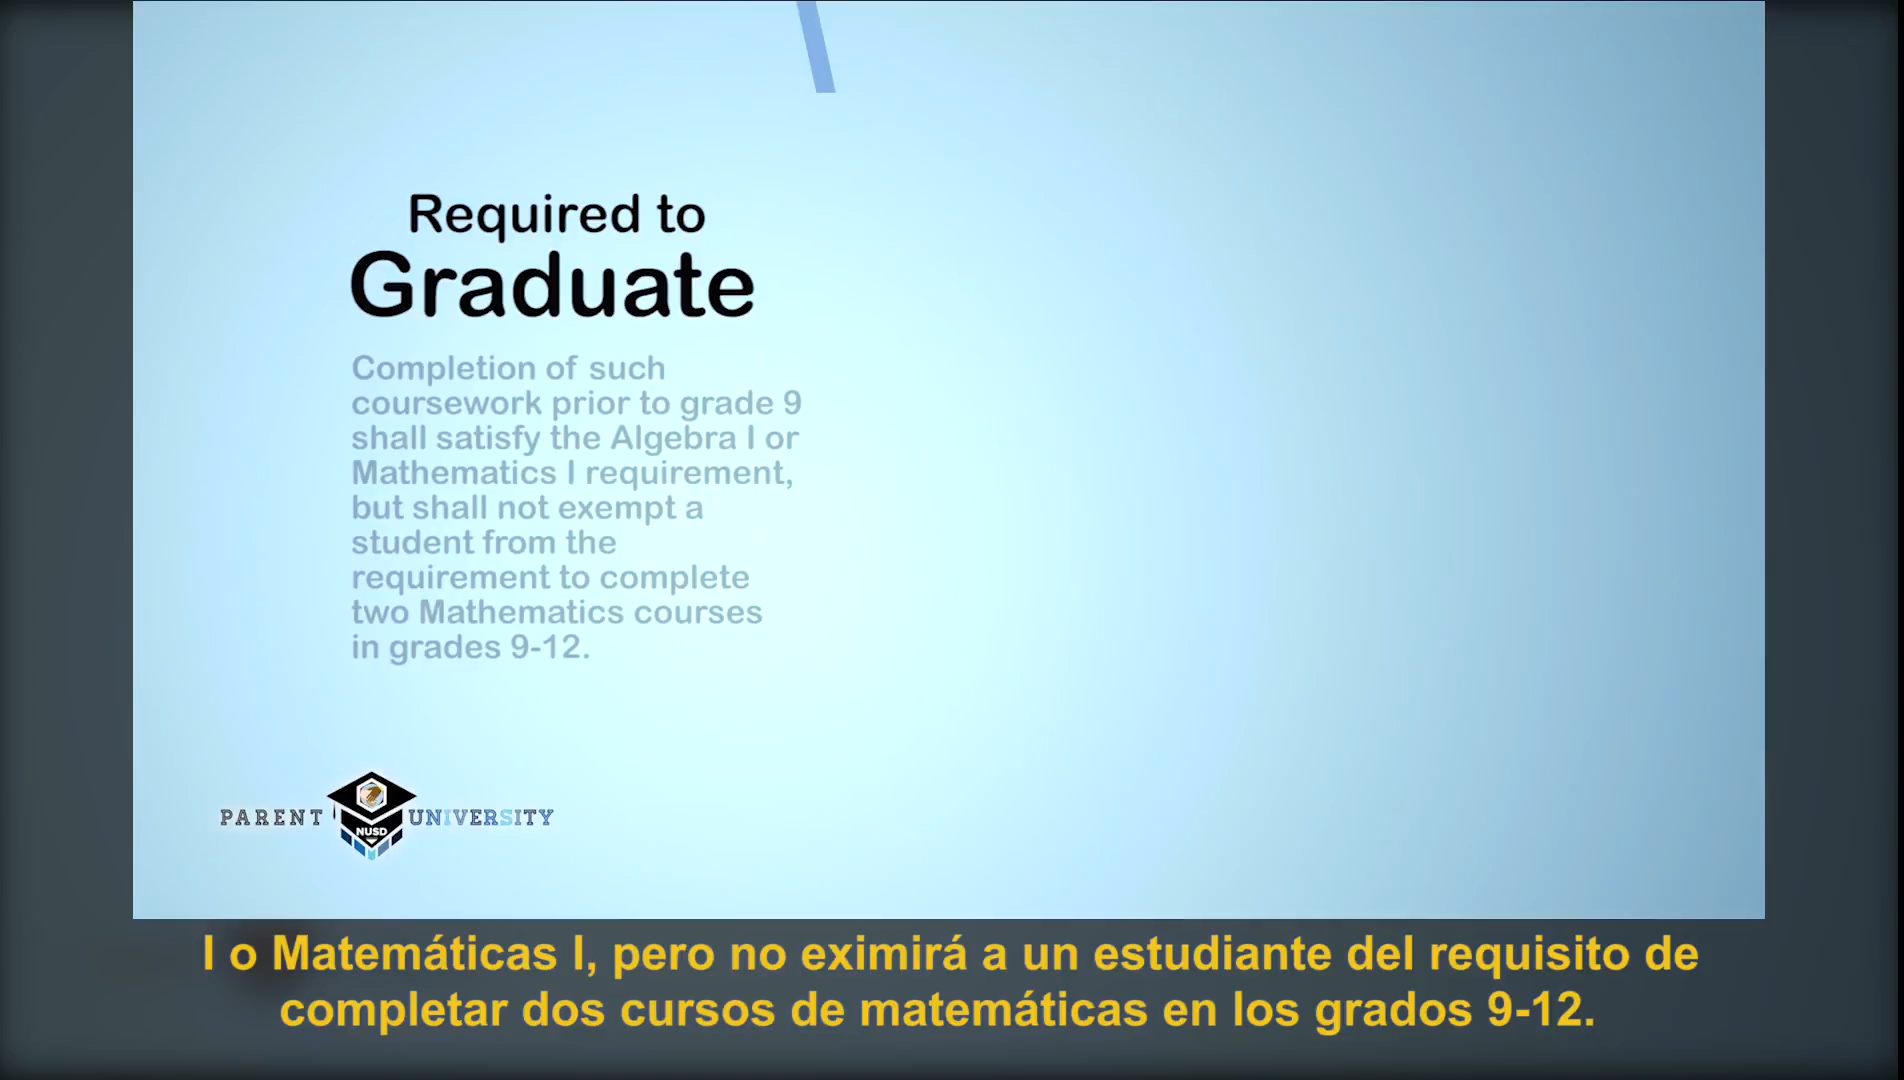 Required to
Graduate
Completion of such
coursework prior to grade 9
shall satisfy the Algebra I or
Mathematics I requirement,
but shall not exempt a
student from the
requirement to complete
two Mathematics courses
in grades 9-12.
PARENT UNIVERSITY
NUSD
I o Matemáticas I, pero no eximirá a un estudiante del requisito de
completar dos cursos de matemáticas en los grados 9-12.